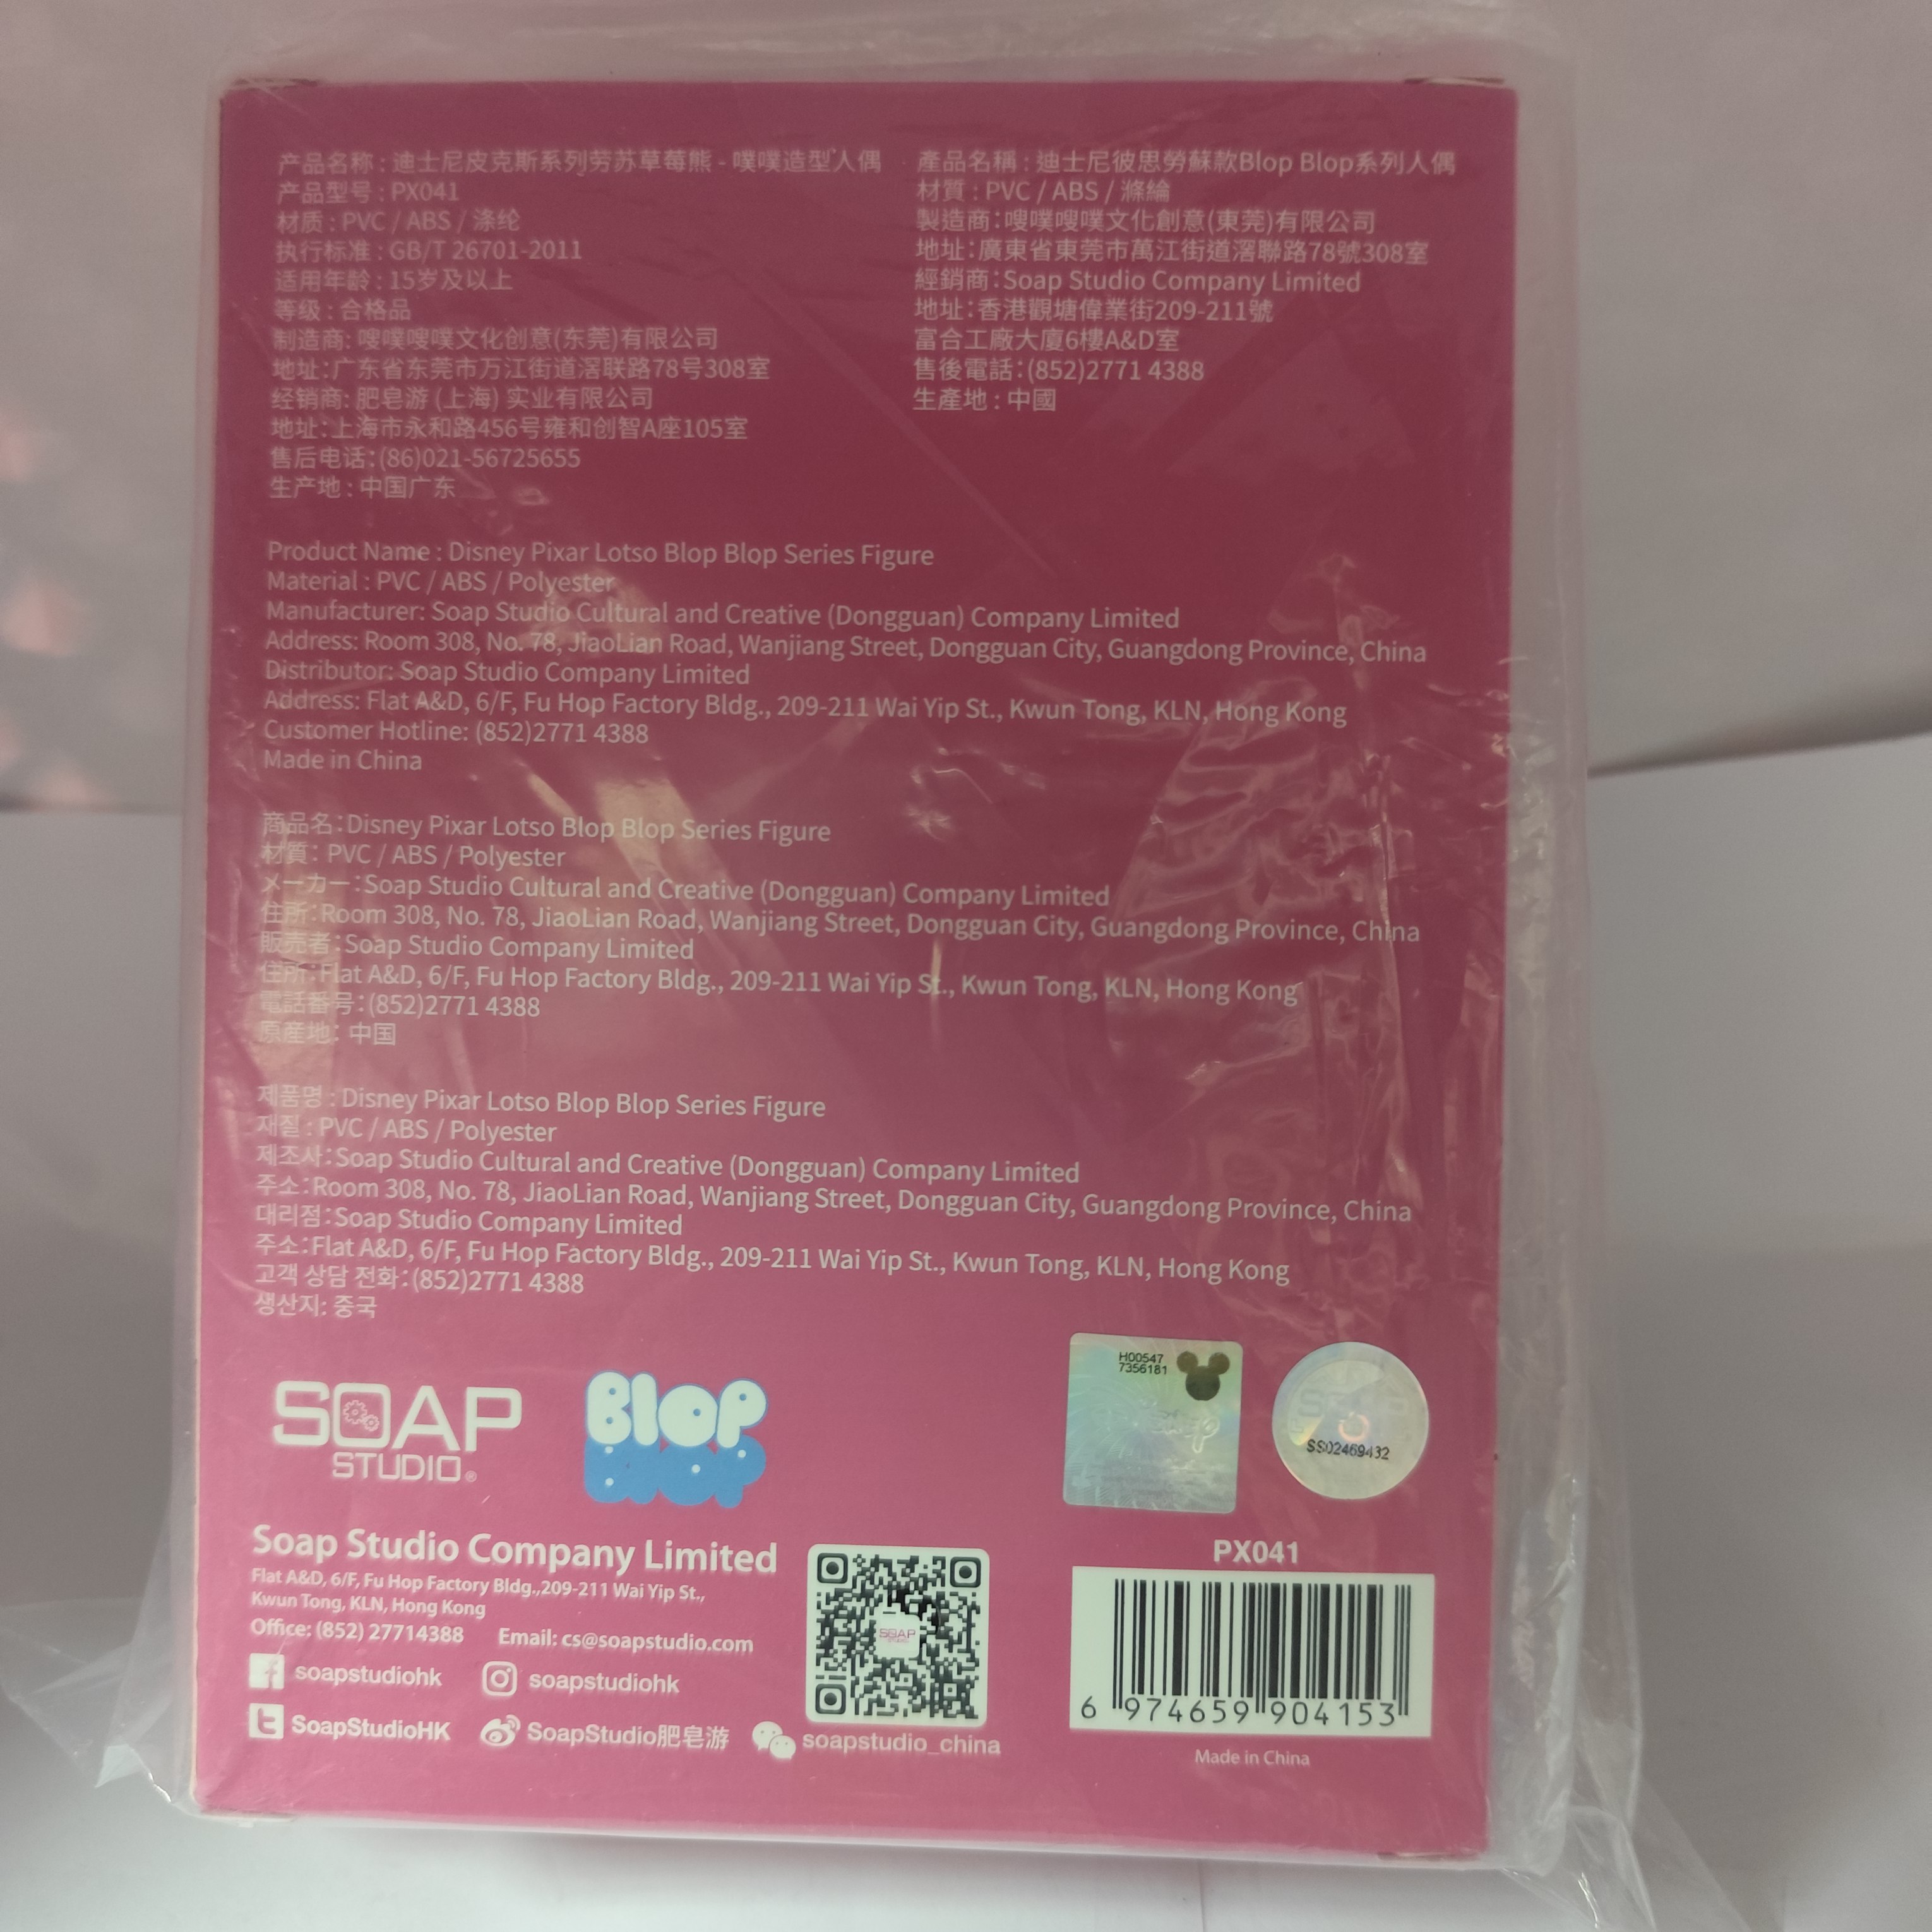 产品名称 : 迪士尼皮克斯系列劳苏草莓熊 - 噗噗造型人偶
产品型号 : PX041
材质 : PVC / ABS / 涤纶
执行标准 : GB/T 26701-2011
适用年龄 : 15岁及以上
等级 : 合格品
制造商: 嗖噗嗖噗文化创意(东莞)有限公司
地址:广东省东莞市万江街道滘联路78号308室
经销商: 肥皂游 (上海) 实业有限公司
地址:上海市永和路456号雍和创智A座105室
售后电话:(86)021-56725655
生产地 : 中国广东
產品名稱 : 迪士尼彼思勞蘇款Blop Blop系列人偶
材質 : PVC / ABS / 滌綸
製造商:嗖噗嗖噗文化創意(東莞)有限公司
地址:廣東省東莞市萬江街道滘聯路78號308室
經銷商:Soap Studio Company Limited
地址:香港觀塘偉業街209-211號
富合工廠大廈6樓A&D室
售後電話:(852)2771 4388
生產地 : 中國
Product Name : Disney Pixar Lotso Blop Blop Series Figure
Material : PVC / ABS / Polyester
Manufacturer: Soap Studio Cultural and Creative (Dongguan) Company Limited
Address: Room 308, No. 78, JiaoLian Road, Wanjiang Street, Dongguan City, Guangdong Province, China
Distributor: Soap Studio Company Limited
Address: Flat A&D, 6/F, Fu Hop Factory Bldg., 209-211 Wai Yip St., Kwun Tong, KLN, Hong Kong
Customer Hotline: (852)2771 4388
Made in China
商品名:Disney Pixar Lotso Blop Blop Series Figure
材質: PVC / ABS / Polyester
メーカー:Soap Studio Cultural and Creative (Dongguan) Company Limited
住所:Room 308, No. 78, JiaoLian Road, Wanjiang Street, Dongguan City, Guangdong Province, China
販売者:Soap Studio Company Limited
住所:Flat A&D, 6/F, Fu Hop Factory Bldg., 209-211 Wai Yip St., Kwun Tong, KLN, Hong Kong
電話番号:(852)2771 4388
原産地: 中国
제품명 : Disney Pixar Lotso Blop Blop Series Figure
재질 : PVC / ABS / Polyester
제조사:Soap Studio Cultural and Creative (Dongguan) Company Limited
주소:Room 308, No. 78, JiaoLian Road, Wanjiang Street, Dongguan City, Guangdong Province, China
대리점:Soap Studio Company Limited
주소:Flat A&D, 6/F, Fu Hop Factory Bldg., 209-211 Wai Yip St., Kwun Tong, KLN, Hong Kong
고객 상담 전화:(852)2771 4388
생산지: 중국
SOAP
STUDIO®
Blop
Blop
H00547
7356181
SS02469432
Soap Studio Company Limited
Flat A&D, 6/F, Fu Hop Factory Bldg.,209-211 Wai Yip St.,
Kwun Tong, KLN, Hong Kong
Office: (852) 27714388 Email: cs@soapstudio.com
soapstudiohk soapstudiohk
SoapStudioHK SoapStudio肥皂游 soapstudio_china
SOAP
PX041
6 974659 904153
Made in China